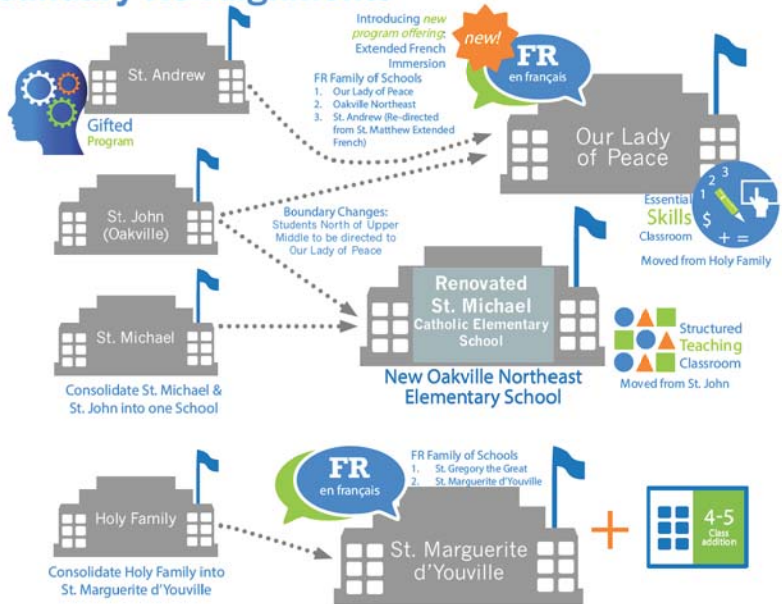 St. Andrew
Gifted
Program
Introducing new
program offering:
Extended French
Immersion
FR Family of Schools
1. Our Lady of Peace
2. Oakville Northeast
3. St. Andrew (Re-directed
from St. Matthew Extended
French)
new!
FR
en français
Our Lady
of Peace
1 2 3
$ + =
Essential
Skills
Classroom
Moved from Holy Family
St. John
(Oakville)
Boundary Changes:
Students North of Upper
Middle to be directed to
Our Lady of Peace
St. Michael
Consolidate St. Michael &
St. John into one School
Renovated
St. Michael
Catholic Elementary
School
New Oakville Northeast
Elementary School
Structured
Teaching
Classroom
Moved from St. John
Holy Family
Consolidate Holy Family into
St. Marguerite d'Youville
FR
en français
FR Family of Schools
1. St. Gregory the Great
2. St. Marguerite d'Youville
St. Marguerite
d'Youville
+
4-5
Class
addition